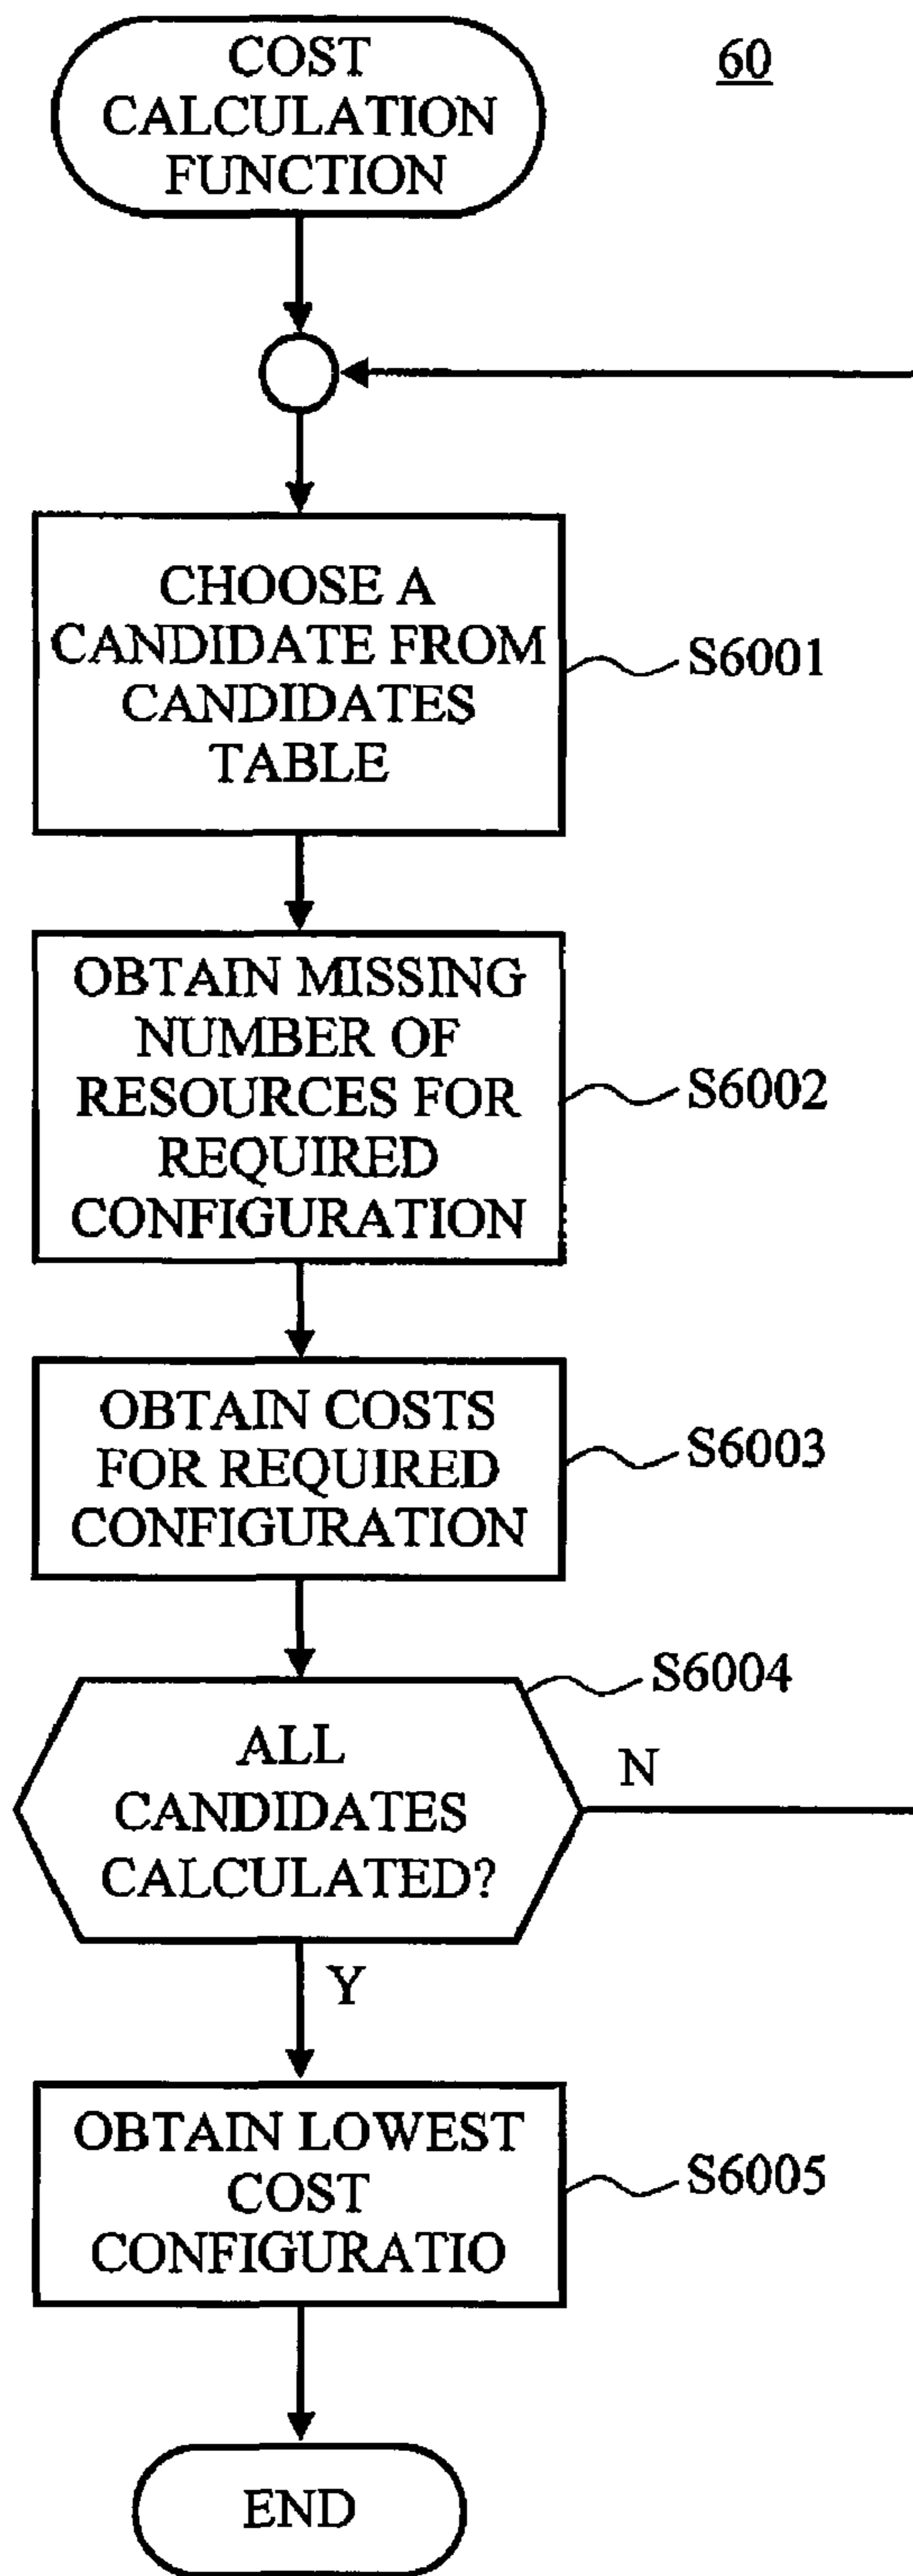 COST
CALCULATION
FUNCTION
60
CHOOSE A
CANDIDATE FROM
CANDIDATES
TABLE
S6001
OBTAIN MISSING
NUMBER OF
RESOURCES FOR
REQUIRED
CONFIGURATION
S6002
OBTAIN COSTS
FOR REQUIRED
CONFIGURATION
S6003
S6004
ALL
CANDIDATES
CALCULATED?
N
Y
OBTAIN LOWEST
COST
CONFIGURATIO
S6005
END